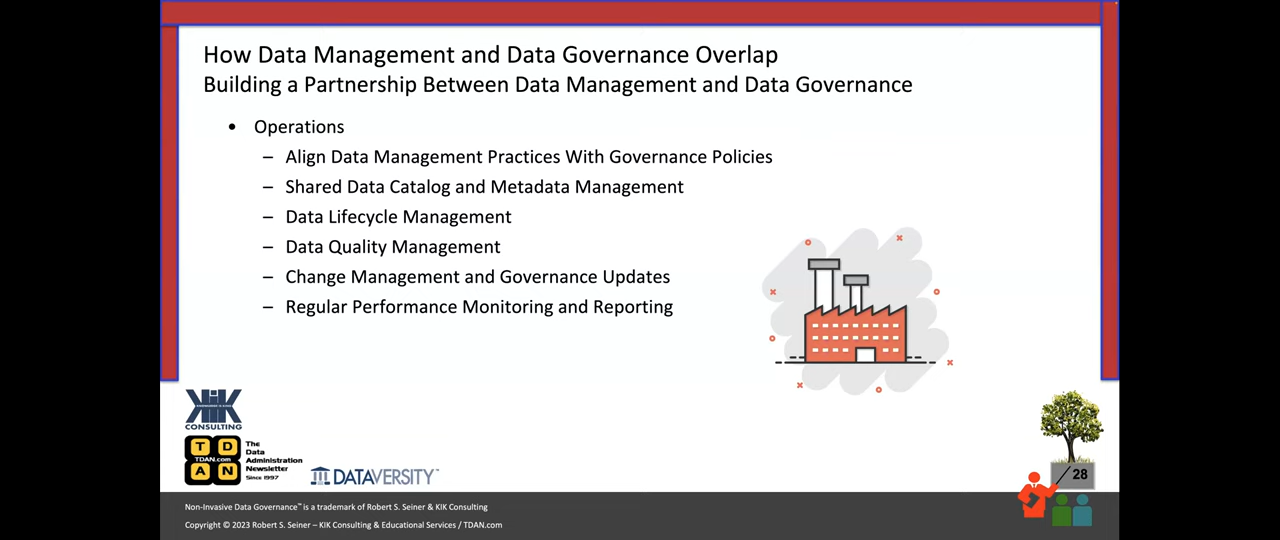 How Data Management and Data Governance Overlap
Building a Partnership Between Data Management and Data Governance
• Operations
– Align Data Management Practices With Governance Policies
– Shared Data Catalog and Metadata Management
– Data Lifecycle Management
– Data Quality Management
– Change Management and Governance Updates
– Regular Performance Monitoring and Reporting
KIK
CONSULTING
T D
TDAN.com
A N
The
Data
Administration
Newsletter
Since 1997
DATAVERSITY™
/ 28
Non-Invasive Data Governance™ is a trademark of Robert S. Seiner & KIK Consulting
Copyright © 2023 Robert S. Seiner – KIK Consulting & Educational Services / TDAN.com